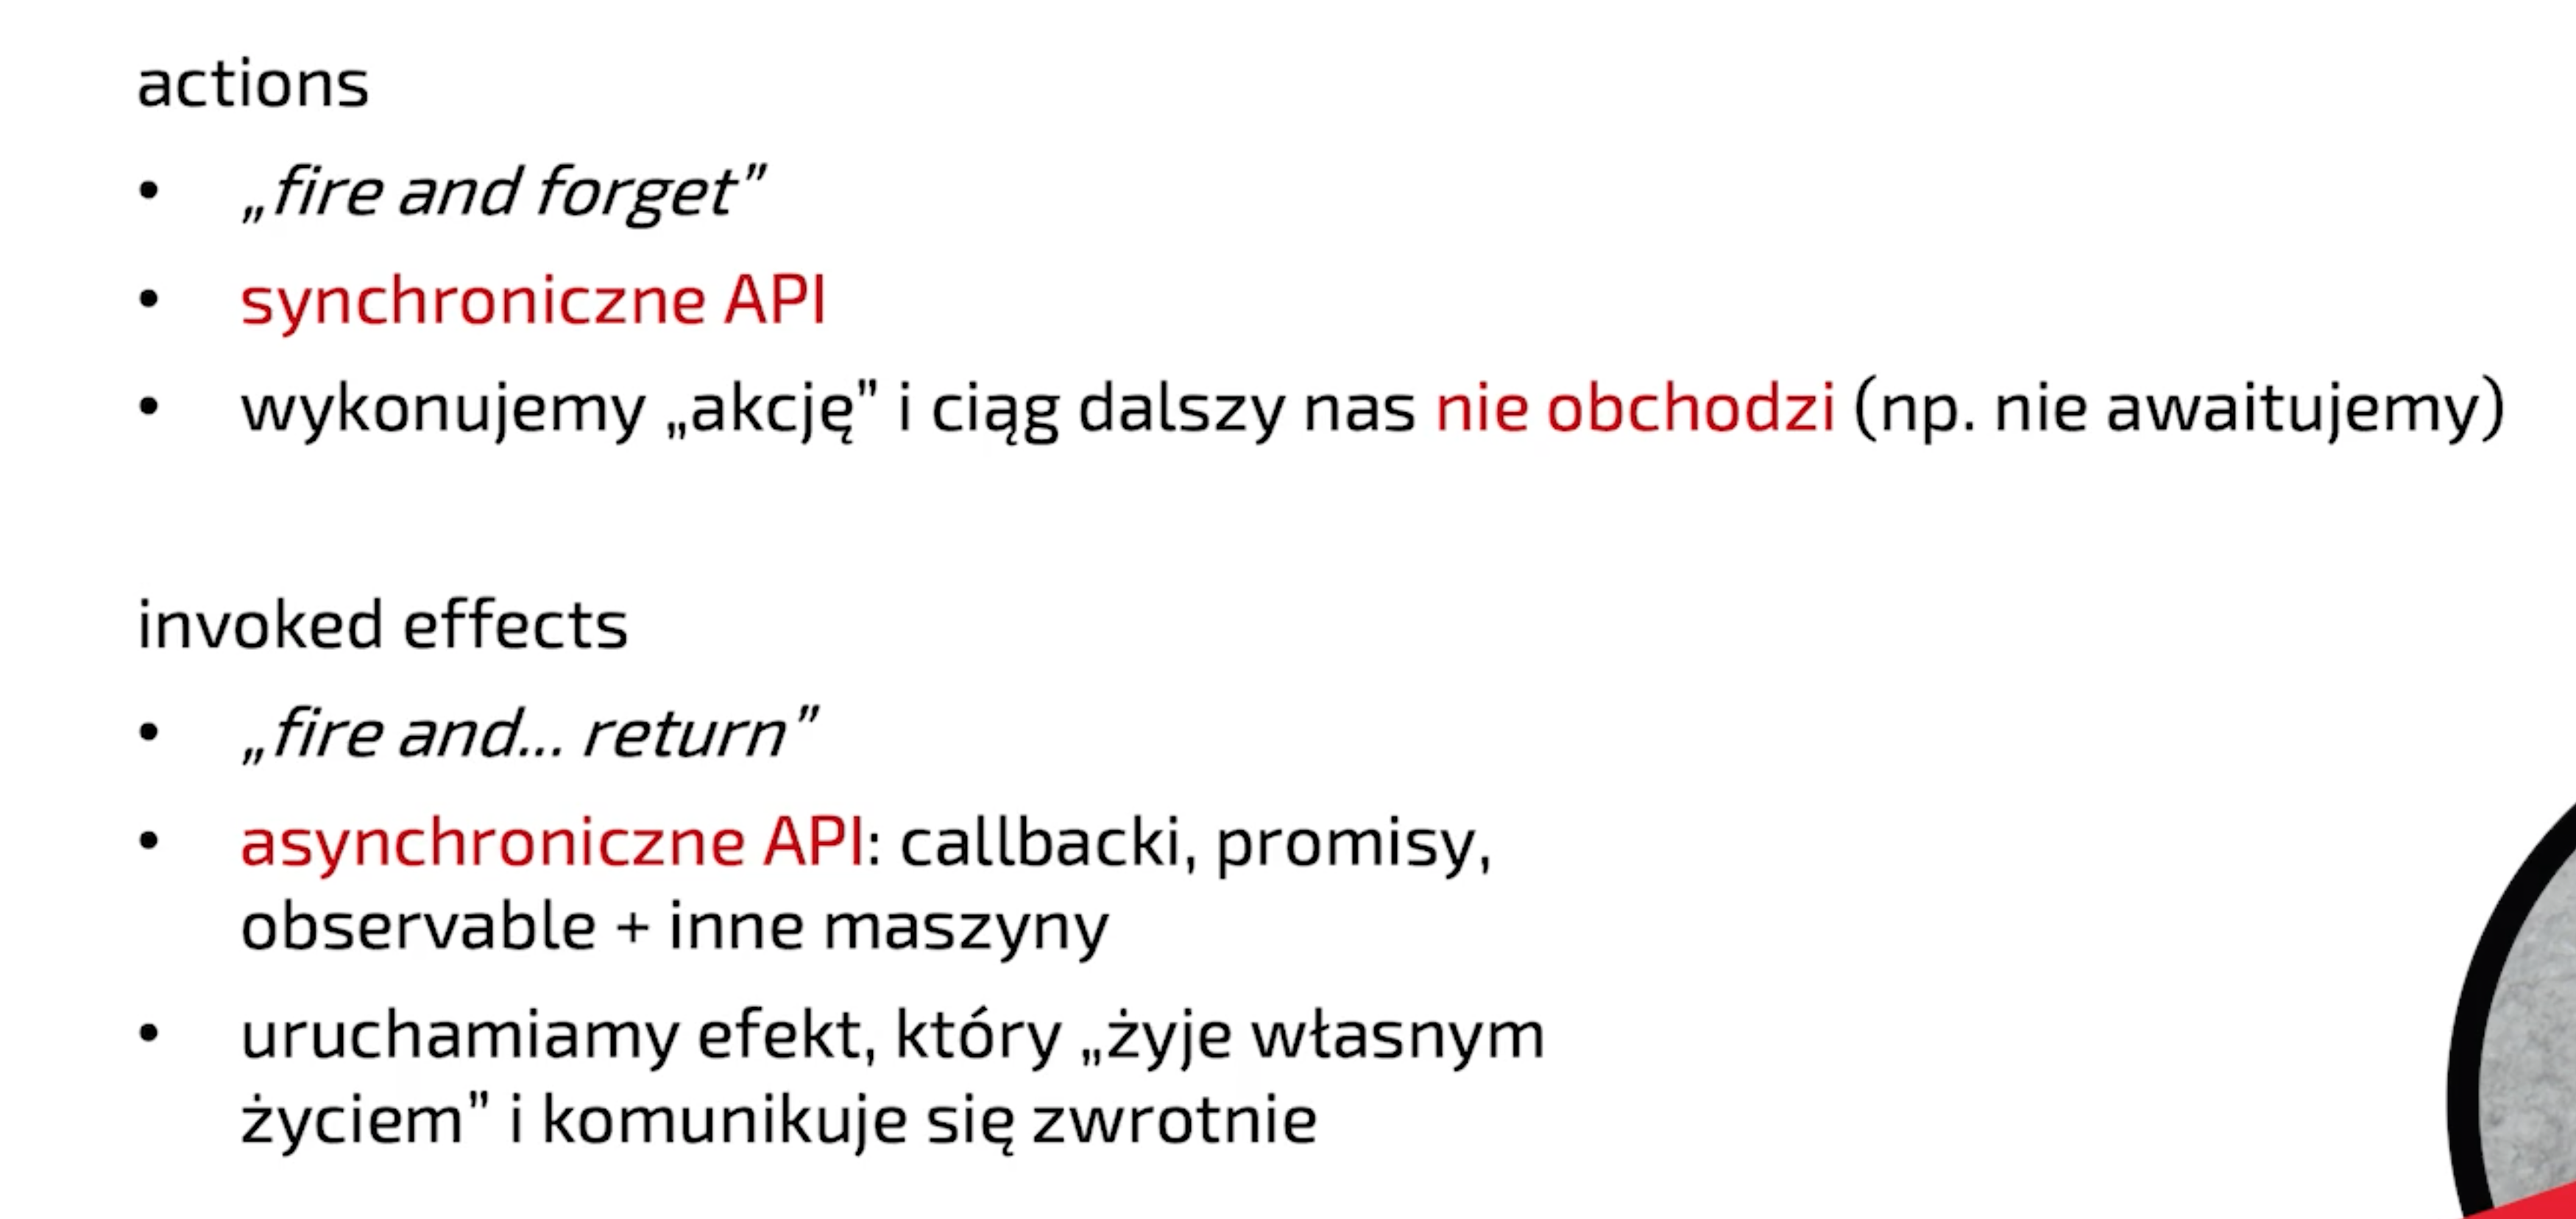 actions
• „fire and forget”
• synchroniczne API
• wykonujemy „akcję” i ciąg dalszy nas nie obchodzi (np. nie awaitujemy)
invoked effects
• „fire and... return”
• asynchroniczne API: callbacki, promisy,
observable + inne maszyny
• uruchamiamy efekt, który „żyje własnym
życiem” i komunikuje się zwrotnie